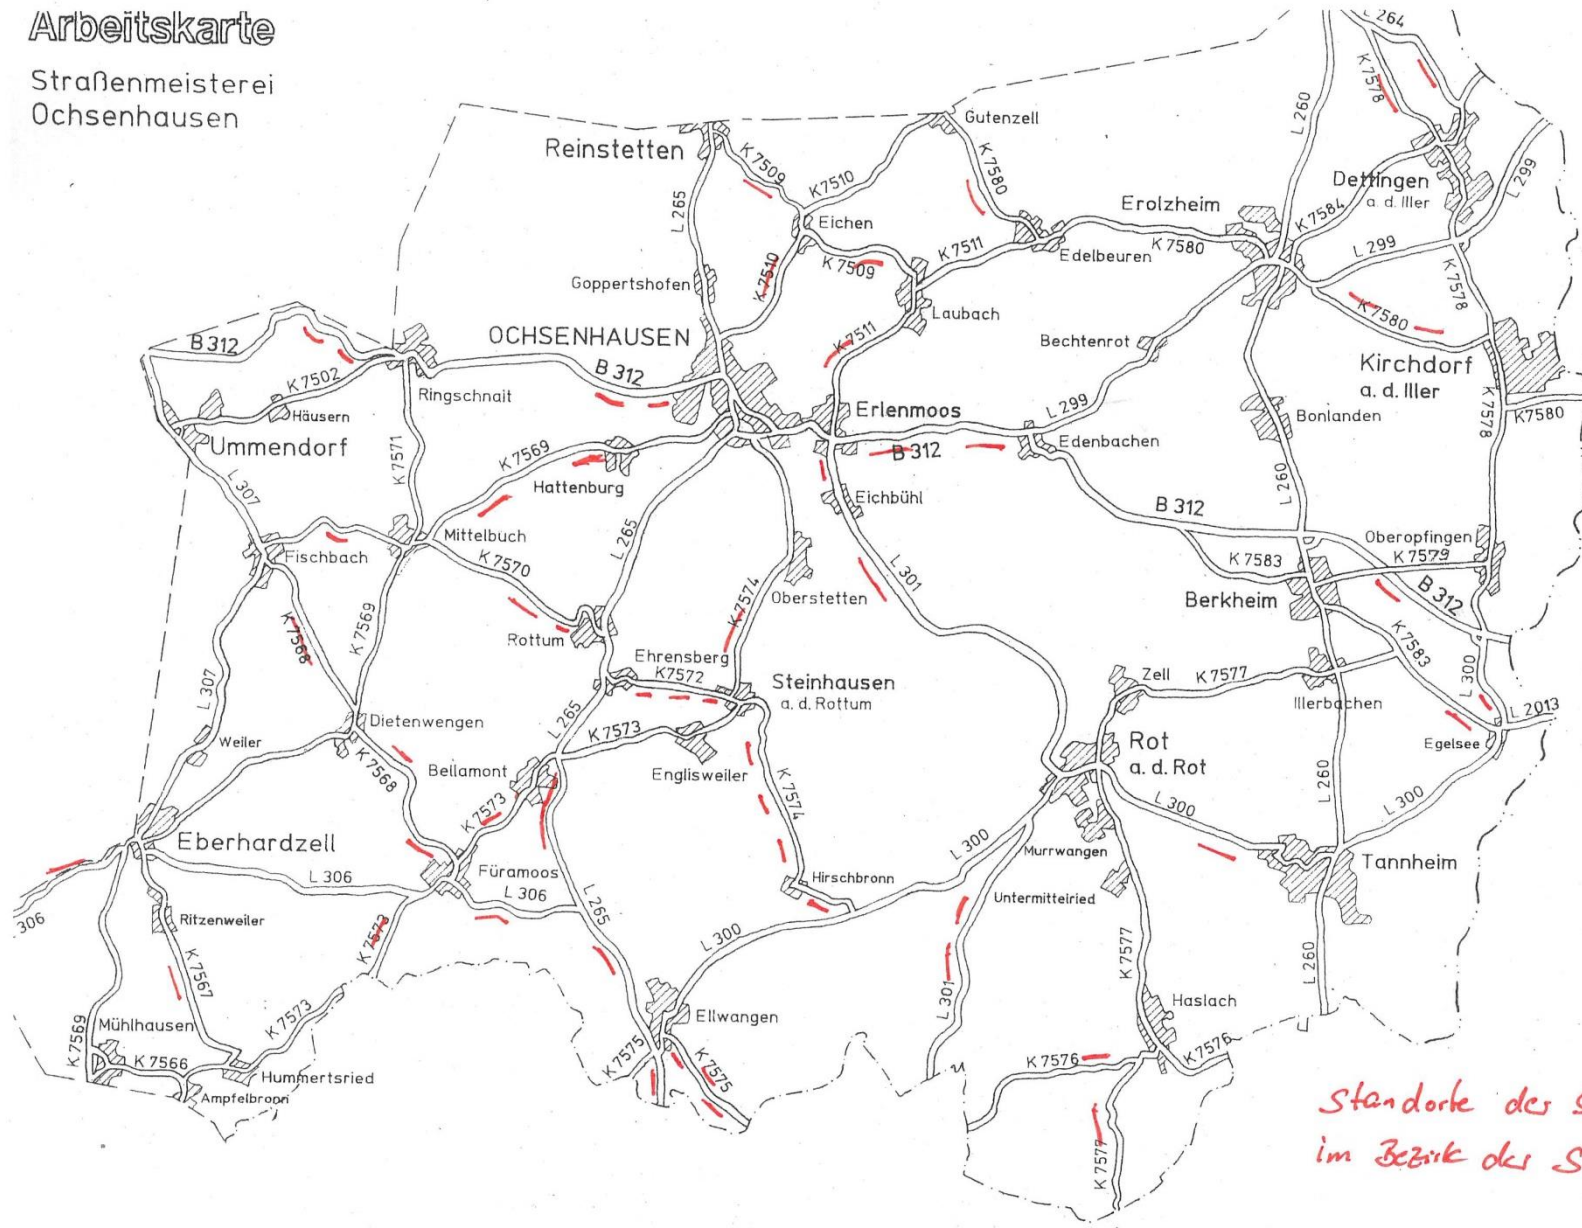 Arbeitskarte
Straßenmeisterei
Ochsenhausen
L 264
K 7578
L 260
Gutenzell
Reinstetten
K 7509
K 7510
K 7580
L 299
Dettingen
a. d. Iller
K 7584
L 265
Eichen
Erolzheim
K 7511
K 7580
Edelbeuren
L 299
K 7510
K 7509
K 7578
Goppertshofen
Laubach
K 7580
OCHSENHAUSEN
K 7511
Bechtenrot
B 312
Kirchdorf
a. d. Iller
K 7502
B 312
Ringschnait
Häusern
Erlenmoos
L 299
Bonlanden
K 7578
K 7580
Ummendorf
K 7571
K 7569
B 312
Edenbachen
L 307
Hattenburg
Eichbühl
L 260
B 312
Mittelbuch
L 265
Oberopfingen
Fischbach
K 7570
L 301
K 7583
K 7579
Oberstetten
K 7574
Berkheim
B 312
K 7568
K 7569
Rottum
Ehrensberg
K 7572
Steinhausen
a. d. Rottum
Zell
K 7577
K 7583
L 300
L 307
Illerbachen
L 2013
Dietenwengen
L 265
K 7573
Weiler
Egelsee
Rot
a. d. Rot
K 7568
Bellamont
Englisweiler
L 260
K 7573
K 7574
L 300
L 300
Eberhardzell
L 300
Murrwangen
Füramoos
Hirschbronn
Tannheim
L 306
L 306
Untermittelried
L 306
Ritzenweiler
L 265
K 7573
L 300
K 7577
L 260
K 7567
L 301
Haslach
K 7573
Ellwangen
Mühlhausen
K 7569
K 7575
K 7576
K 7576
K 7566
K 7575
Hummertsried
Ampfelbronn
K 7577
Standorte der S
im Bezirk der S